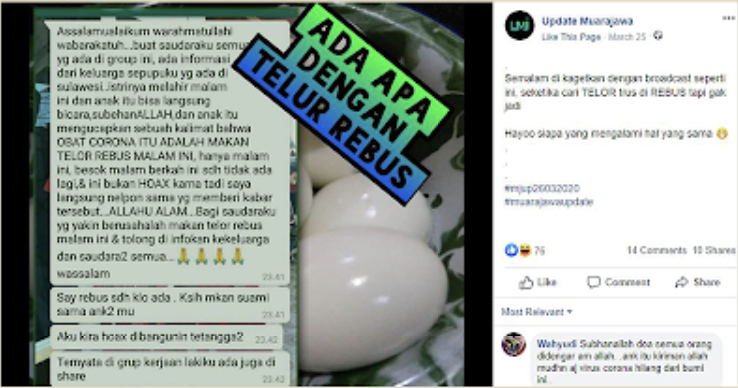 Assalamualaikum warahmatullahi
wabarakatuh...buat saudaraku semua
yg ada di group ini, ada informasi
dari keluarga sepupuku yg ada di
sulawesi..istrinya melahir malam
ini dan anak itu bisa langsung
bicara,subehanALLAH,dan anak itu
mengucapkan sebuah kalimat bahwa
OBAT CORONA ITU ADALAH MAKAN
TELOR REBUS MALAM INI, hanya malam
ini, besok malam berkah ini sdh tidak ada
lagi,& ini bukan HOAX karna tadi saya
langsung nelpon sama yg memberi kabar
tersebut...ALLAHU ALAM...Bagi saudaraku
yg yakin berusahalah makan telor rebus
malam ini & tolong di infokan kekeluarga
dan saudara2 semua...🙏🙏🙏🙏
wassalam
23.41
Say rebus sdh klo ada . Ksih mkan suami
sama ank2 mu
23.41
Aku kira hoax dibangunin tetangga2
23.42
Ternyata di grup kerjaan lakiku ada juga di
share
23.42
ADA APA
DENGAN
TELUR REBUS
UMJ
Update Muarajawa
Like This Page · March 25
.
Semalam di kagetkan dengan broadcast seperti
ini, seketika cari TELOR trus di REBUS tapi gak
jadi
Hayoo siapa yang mengalami hal yang sama 😁
.
.
.
#mjup26032020
#muarajawaupdate
76
14 Comments 10 Shares
Like Comment Share
Most Relevant
Wahyudi Subhanallah doa semua orang
didengar am allah. ..ank itu kiriman allah
mudhn aj virus corona hilang dari bumi
ini..